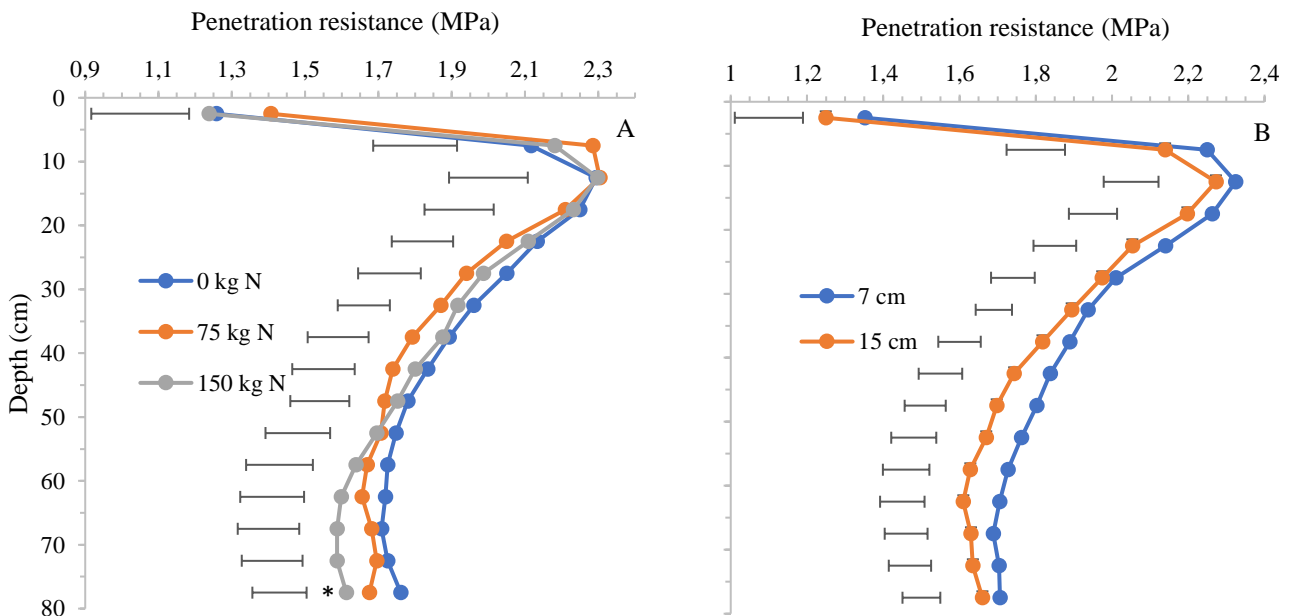 Penetration resistance (MPa)
0,9 1,1 1,3 1,5 1,7 1,9 2,1 2,3
0
10
20
30
40
50
60
70
80
Depth (cm)
A
0 kg N
75 kg N
150 kg N
*
Penetration resistance (MPa)
1 1,2 1,4 1,6 1,8 2 2,2 2,4
B
7 cm
15 cm